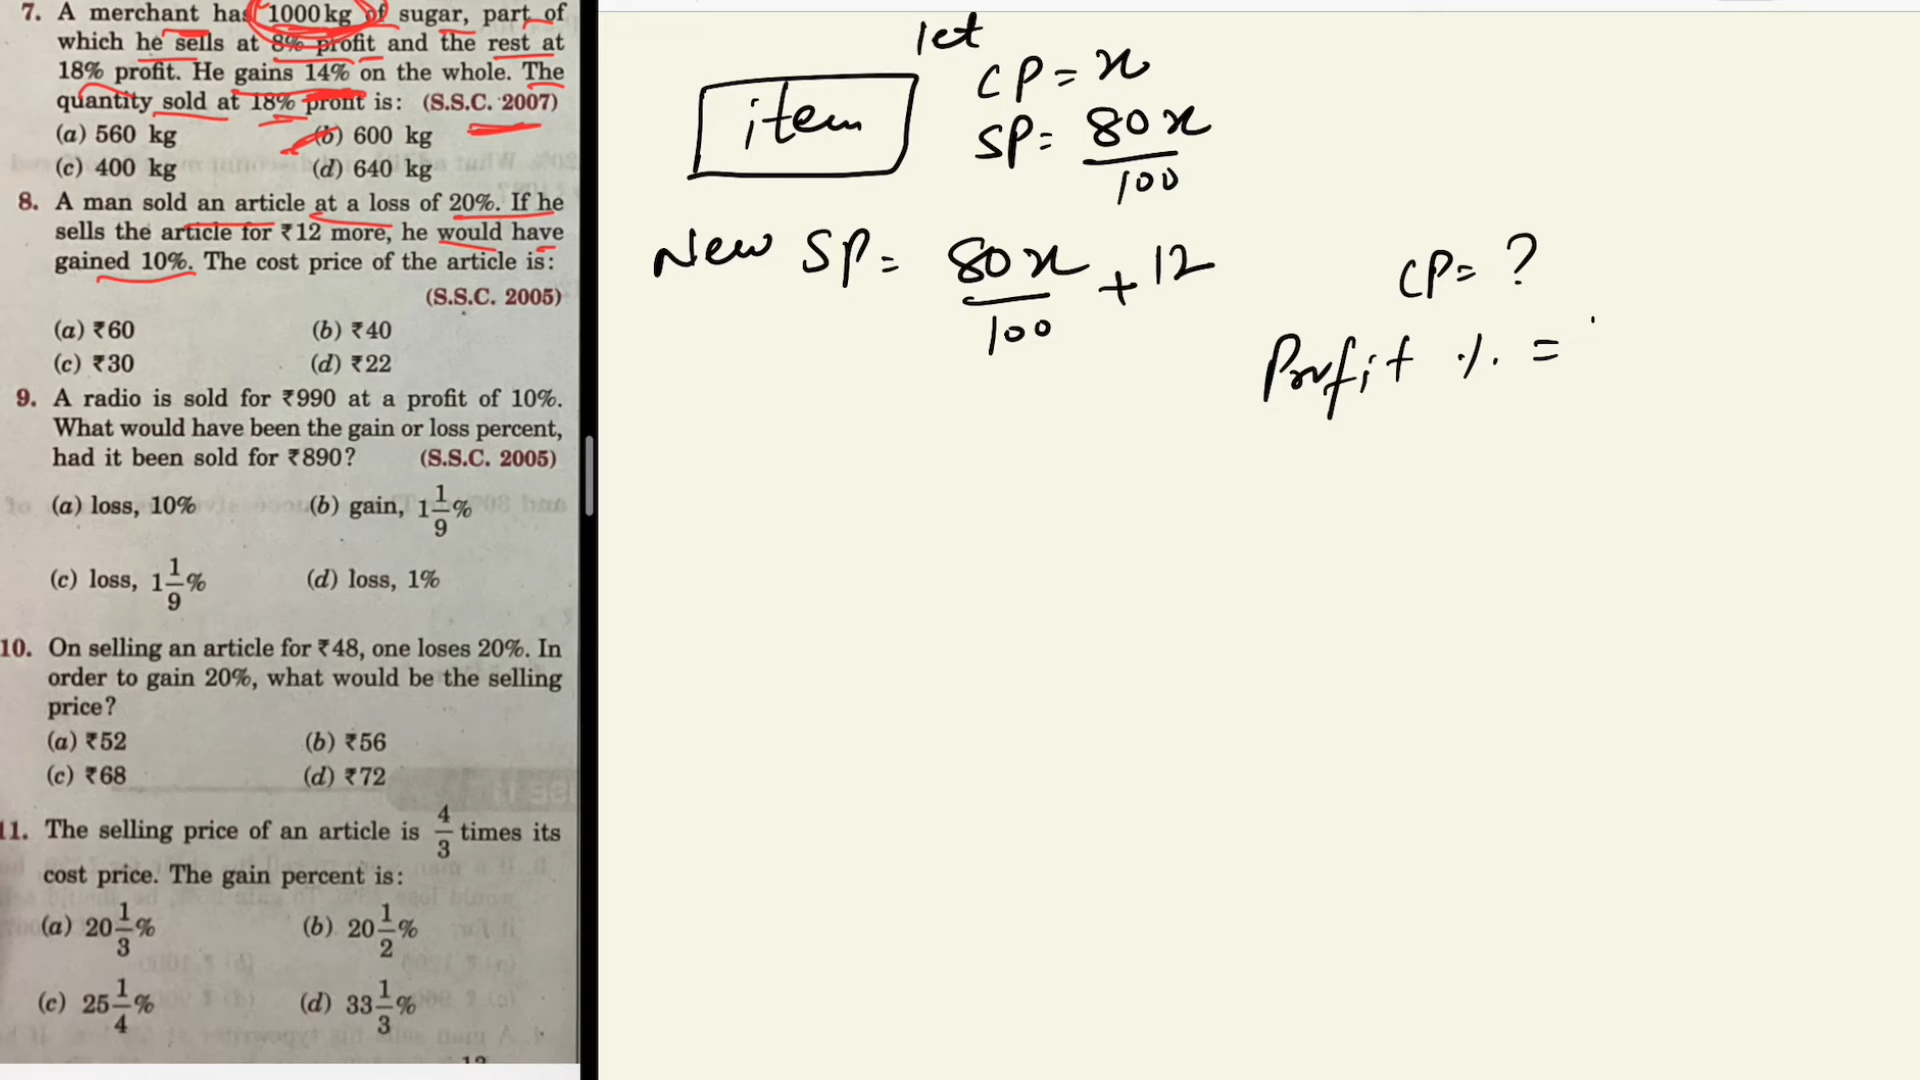 7. A merchant has 1000 kg of sugar, part of
which he sells at 8% profit and the rest at
18% profit. He gains 14% on the whole. The
quantity sold at 18% profit is: (S.S.C. 2007)
(a) 560 kg (b) 600 kg
(c) 400 kg (d) 640 kg
8. A man sold an article at a loss of 20%. If he
sells the article for ₹12 more, he would have
gained 10%. The cost price of the article is:
(S.S.C. 2005)
(a) ₹60 (b) ₹40
(c) ₹30 (d) ₹22
9. A radio is sold for ₹990 at a profit of 10%.
What would have been the gain or loss percent,
had it been sold for ₹890? (S.S.C. 2005)
(a) loss, 10% (b) gain, 1 1/9 %
(c) loss, 1 1/9 % (d) loss, 1%
10. On selling an article for ₹48, one loses 20%. In
order to gain 20%, what would be the selling
price?
(a) ₹52 (b) ₹56
(c) ₹68 (d) ₹72
11. The selling price of an article is 4/3 times its
cost price. The gain percent is:
(a) 20 1/3 % (b) 20 1/2 %
(c) 25 1/4 % (d) 33 1/3 %
let
item
CP = x
SP = 80x/100
New SP = 80x/100 + 12
CP = ?
Profit % =